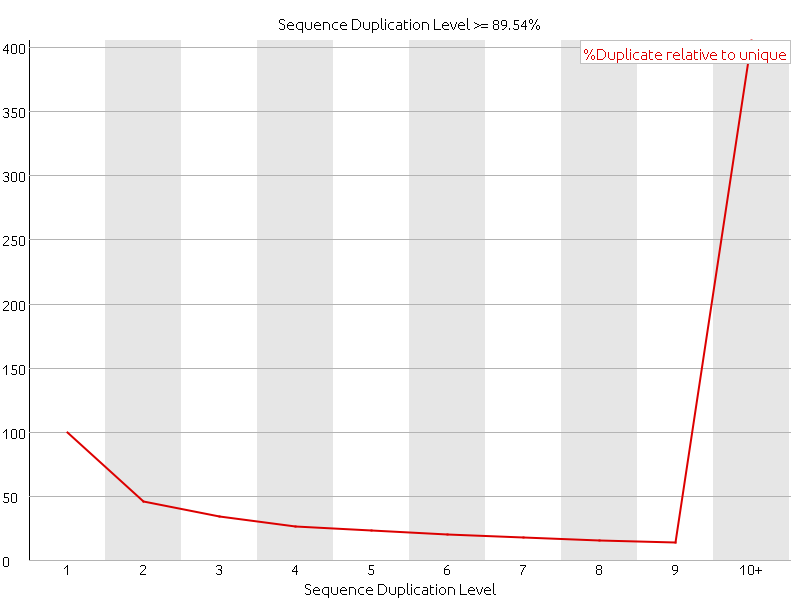 Sequence Duplication Level >= 89.54%
%Duplicate relative to unique
400
350
300
250
200
150
100
50
0
1 2 3 4 5 6 7 8 9 10+
Sequence Duplication Level